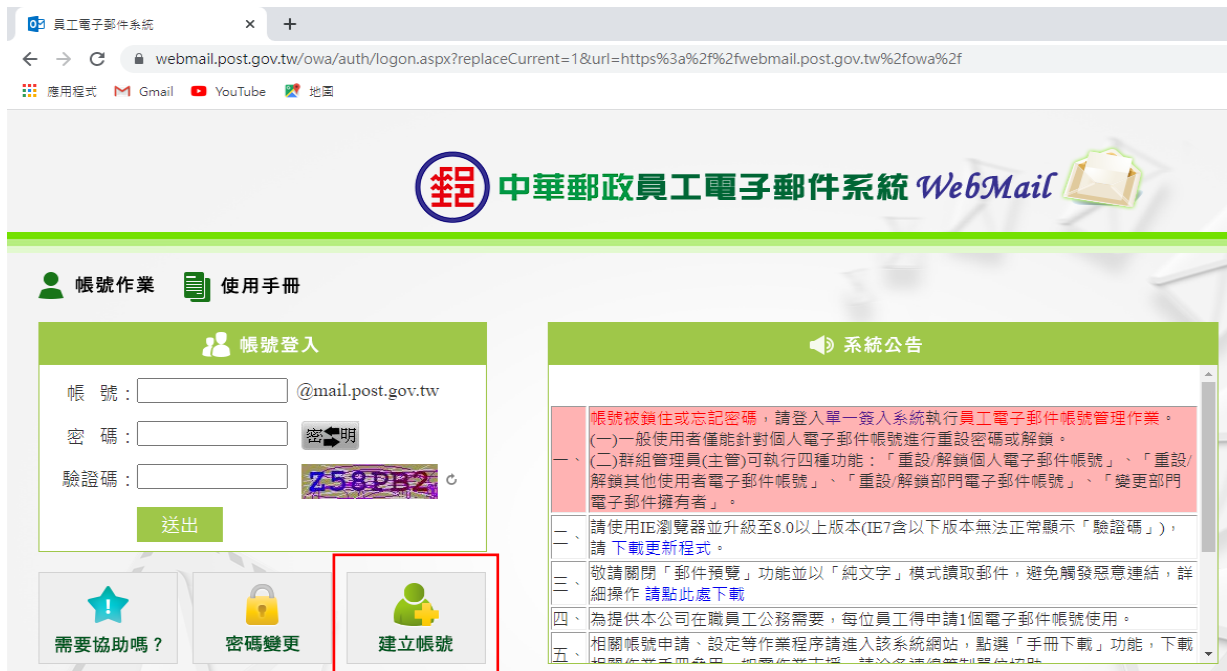 員工電子郵件系統
webmail.post.gov.tw/owa/auth/logon.aspx?replaceCurrent=1&url=https%3a%2f%2fwebmail.post.gov.tw%2fowa%2f
應用程式 Gmail YouTube 地圖
郵 中華郵政員工電子郵件系統 WebMail
帳號作業 使用手冊
帳號登入
帳 號: @mail.post.gov.tw
密 碼: 密 明
驗證碼: Z58PB2
送出
需要協助嗎?
密碼變更
建立帳號
系統公告
一、 帳號被鎖住或忘記密碼,請登入單一簽入系統執行員工電子郵件帳號管理作業。
(一)一般使用者僅能針對個人電子郵件帳號進行重設密碼或解鎖。
(二)群組管理員(主管)可執行四種功能:「重設/解鎖個人電子郵件帳號」、「重設/
解鎖其他使用者電子郵件帳號」、「重設/解鎖部門電子郵件帳號」、「變更部門
電子郵件擁有者」。
二、 請使用IE瀏覽器並升級至8.0以上版本(IE7含以下版本無法正常顯示「驗證碼」),
請 下載更新程式。
三、 敬請關閉「郵件預覽」功能並以「純文字」模式讀取郵件,避免觸發惡意連結,詳
細操作 請點此處下載
四、 為提供本公司在職員工公務需要,每位員工得申請1個電子郵件帳號使用。
五、 相關帳號申請、設定等作業程序請進入該系統網站,點選「手冊下載」功能,下載